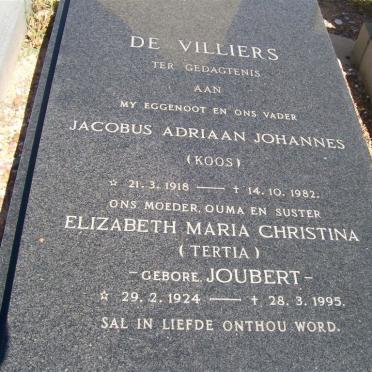 DE VILLIERS
TER GEDAGTENIS
AAN
MY EGGENOOT EN ONS VADER
JACOBUS ADRIAAN JOHANNES
(KOOS)
☆ 21.3.1918 — † 14.10.1982.
ONS MOEDER, OUMA EN SUSTER
ELIZABETH MARIA CHRISTINA
(TERTIA)
- GEBORE JOUBERT -
☆ 29.2.1924 — † 28.3.1995.
SAL IN LIEFDE ONTHOU WORD.